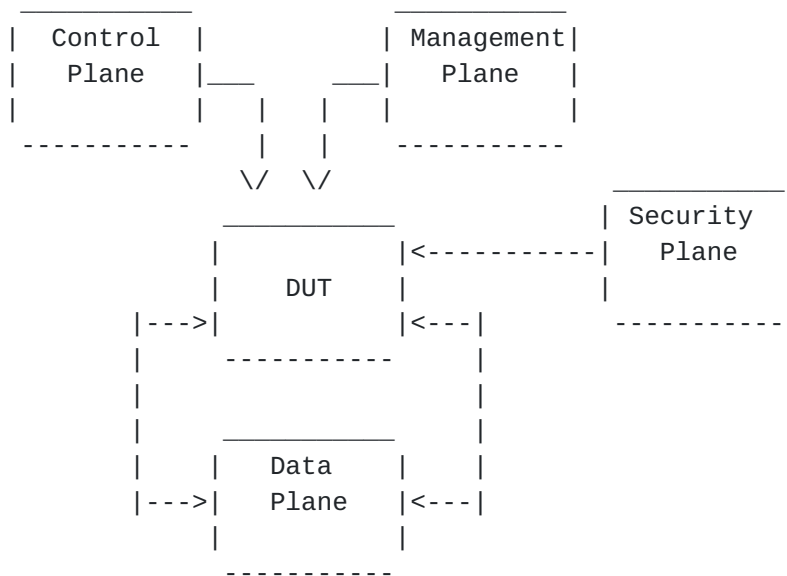 Control
Plane
Management
Plane
Security
Plane
DUT
Data
Plane